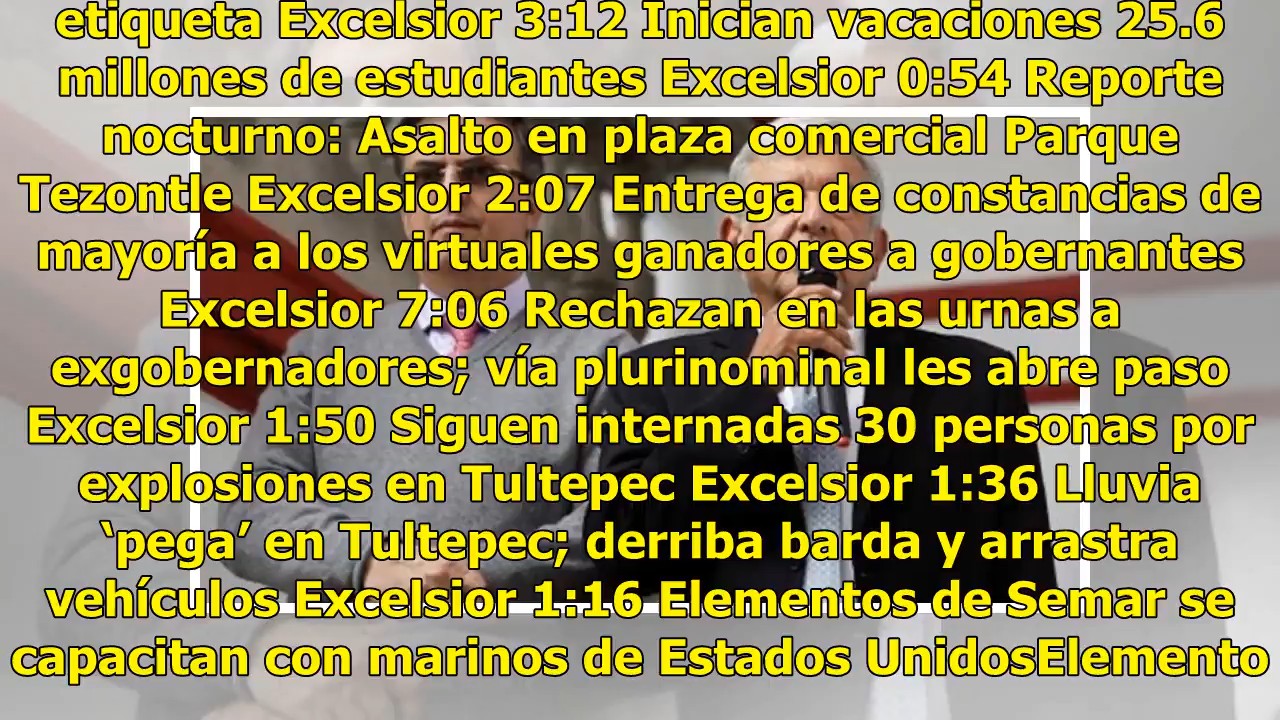 etiqueta Excelsior 3:12 Inician vacaciones 25.6
millones de estudiantes Excelsior 0:54 Reporte
nocturno: Asalto en plaza comercial Parque
Tezontle Excelsior 2:07 Entrega de constancias de
mayoría a los virtuales ganadores a gobernantes
Excelsior 7:06 Rechazan en las urnas a
exgobernadores; vía plurinominal les abre paso
Excelsior 1:50 Siguen internadas 30 personas por
explosiones en Tultepec Excelsior 1:36 Lluvia
‘pega’ en Tultepec; derriba barda y arrastra
vehículos Excelsior 1:16 Elementos de Semar se
capacitan con marinos de Estados UnidosElemento